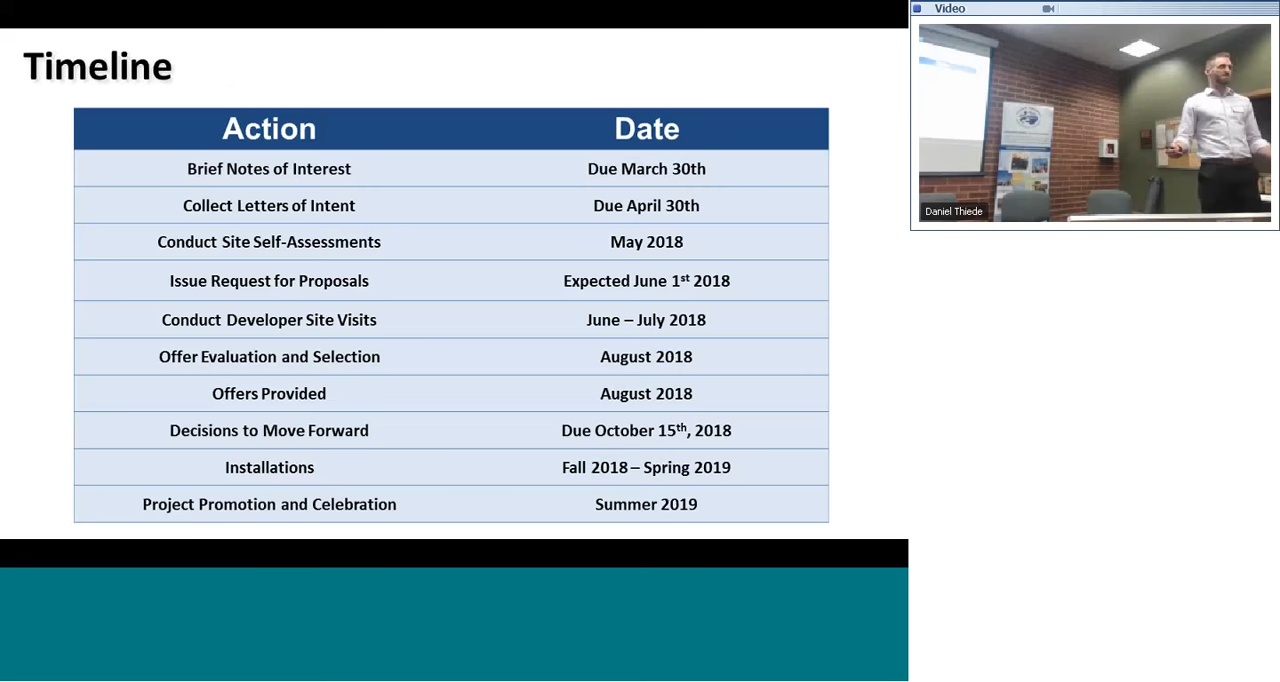 Timeline
Action Date
Brief Notes of Interest Due March 30th
Collect Letters of Intent Due April 30th
Conduct Site Self-Assessments May 2018
Issue Request for Proposals Expected June 1st 2018
Conduct Developer Site Visits June – July 2018
Offer Evaluation and Selection August 2018
Offers Provided August 2018
Decisions to Move Forward Due October 15th, 2018
Installations Fall 2018 – Spring 2019
Project Promotion and Celebration Summer 2019
Video
Daniel Thiede